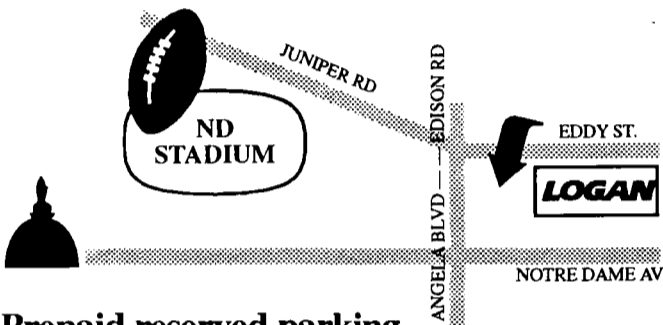 JUNIPER RD
EDISON RD
ND
STADIUM
EDDY ST.
LOGAN
ANGELA BLVD
NOTRE DAME AV
Prepaid reserved parking